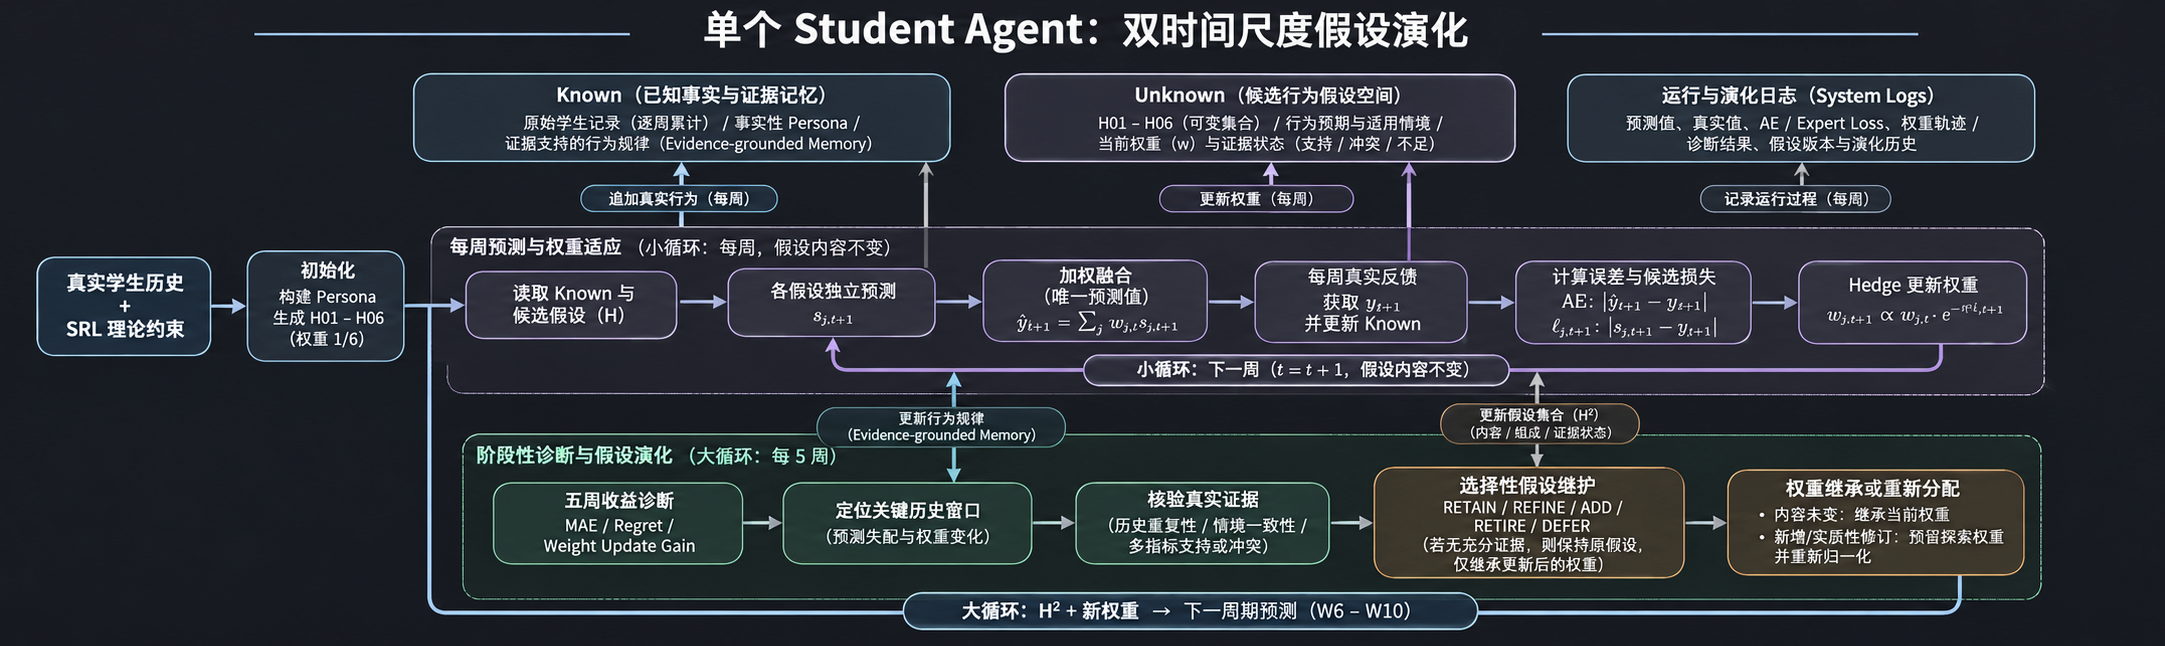 单个 Student Agent：双时间尺度假设演化
Known（已知事实与证据记忆）
原始学生记录（逐周累计） / 事实性 Persona /
证据支持的行为规律（Evidence-grounded Memory）
Unknown（候选行为假设空间）
H01 – H06（可变集合） / 行为预期与适用情境 /
当前权重（w）与证据状态（支持 / 冲突 / 不足）
运行与演化日志（System Logs）
预测值、真实值、AE / Expert Loss、权重轨迹 /
诊断结果、假设版本与演化历史
追加真实行为（每周）
更新权重（每周）
记录运行过程（每周）
真实学生历史
+
SRL 理论约束
初始化
构建 Persona
生成 H01 – H06
（权重 1/6）
每周预测与权重适应 （小循环：每周，假设内容不变）
读取 Known 与
候选假设（H）
各假设独立预测
s_{j,t+1}
加权融合
（唯一预测值）
ŷ_{t+1} = ∑_j w_{j,t}s_{j,t+1}
每周真实反馈
获取 y_{t+1}
并更新 Known
计算误差与候选损失
AE: |ŷ_{t+1} − y_{t+1}|
ℓ_{j,t+1}: |s_{j,t+1} − y_{t+1}|
Hedge 更新权重
w_{j,t+1} ∝ w_{j,t} · e
小循环：下一周（t = t + 1，假设内容不变）
更新行为规律
（Evidence-grounded Memory）
更新假设集合（H²）
（内容 / 组成 / 证据状态）
阶段性诊断与假设演化 （大循环：每 5 周）
五周收益诊断
MAE / Regret /
Weight Update Gain
定位关键历史窗口
（预测失配与权重变化）
核验真实证据
（历史重复性 / 情境一致性 /
多指标支持或冲突）
选择性假设继护
RETAIN / REFINE / ADD /
RETIRE / DEFER
（若无充分证据，则保持原假设，
仅继承更新后的权重）
权重继承或重新分配
• 内容未变：继承当前权重
• 新增/实质性修订：预留探索权重
并重新归一化
大循环：H² + 新权重 → 下一周期预测（W6 – W10）